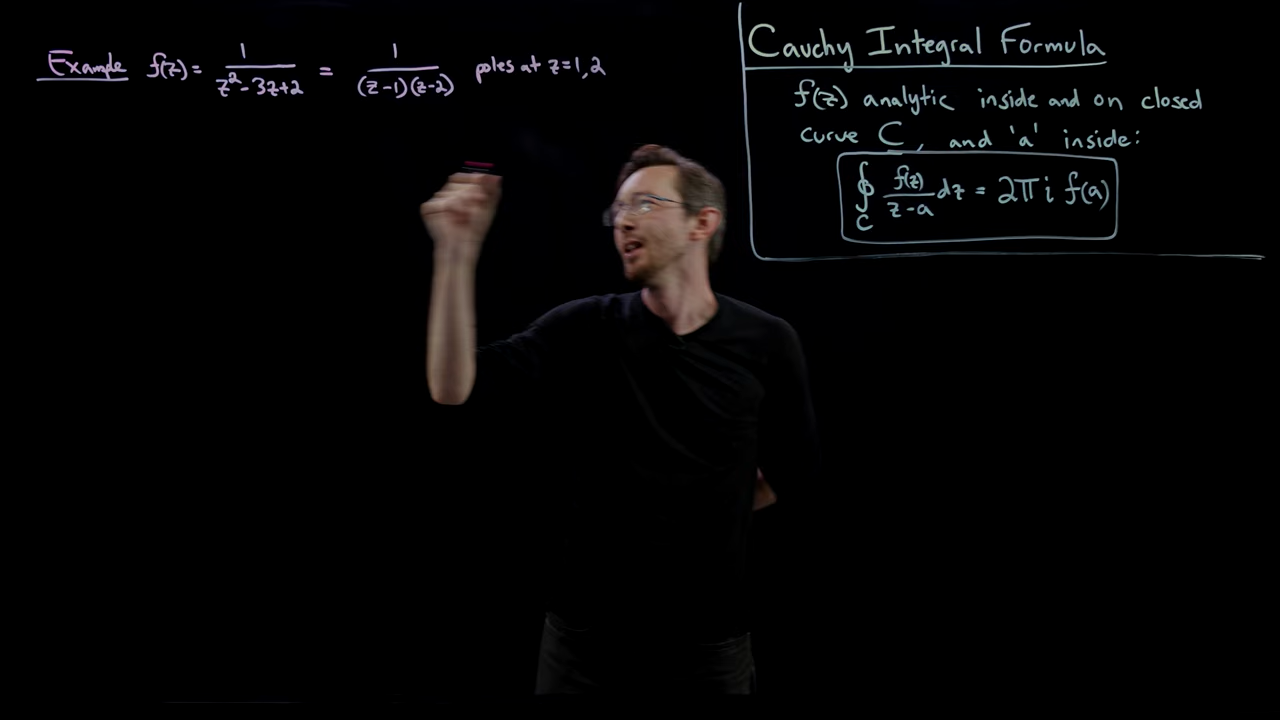 Example f(z) = 1/(z²-3z+2) = 1/((z-1)(z-2)) poles at z=1,2
Cauchy Integral Formula
f(z) analytic inside and on closed
curve C, and 'a' inside:
∮_C f(z)/(z-a) dz = 2πi f(a)